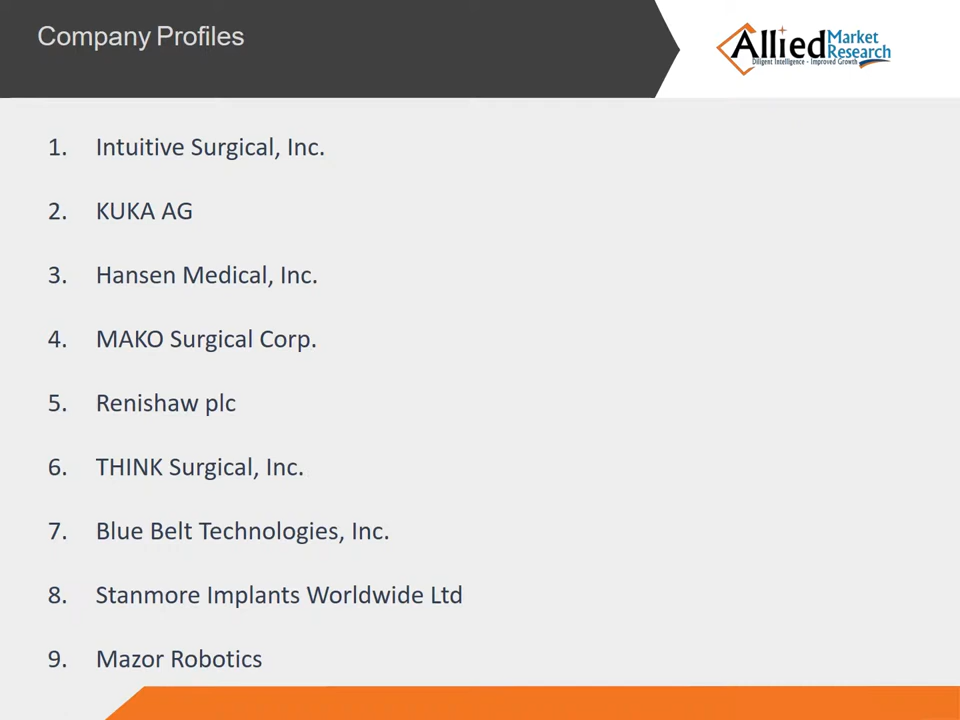 Company Profiles
Allied Market Research
Diligent Intelligence - Improved Growth
1. Intuitive Surgical, Inc.
2. KUKA AG
3. Hansen Medical, Inc.
4. MAKO Surgical Corp.
5. Renishaw plc
6. THINK Surgical, Inc.
7. Blue Belt Technologies, Inc.
8. Stanmore Implants Worldwide Ltd
9. Mazor Robotics